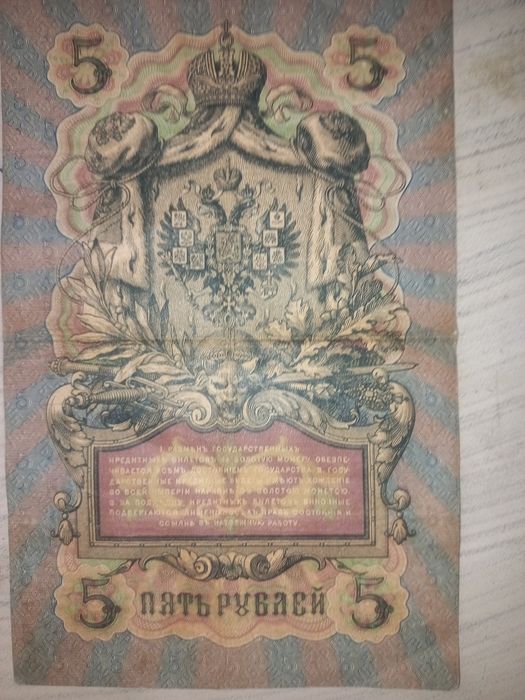 5 5
1. РАЗМѢНЪ ГОСУДАРСТВЕННЫХЪ
КРЕДИТНЫХЪ БИЛЕТОВЪ НА ЗОЛОТУЮ МОНЕТУ ОБЕЗПЕ-
ЧИВАЕТСЯ ВСѢМЪ ДОСТОЯНІЕМЪ ГОСУДАРСТВА. 2. ГОСУ-
ДАРСТВЕННЫЕ КРЕДИТНЫЕ БИЛЕТЫ ИМѢЮТЪ ХОЖДЕНІЕ
ВО ВСЕЙ ИМПЕРІИ НАРАВНѢ СЪ ЗОЛОТОЮ МОНЕТОЮ.
3. ЗА ПОДДѢЛКУ КРЕДИТНЫХЪ БИЛЕТОВЪ ВИНОВНЫЕ
ПОДВЕРГАЮТСЯ ЛИШЕНІЮ ВСѢХЪ ПРАВЪ СОСТОЯНІЯ И
ССЫЛКѢ ВЪ КАТОРЖНУЮ РАБОТУ.
5 ПЯТЬ РУБЛЕЙ 5